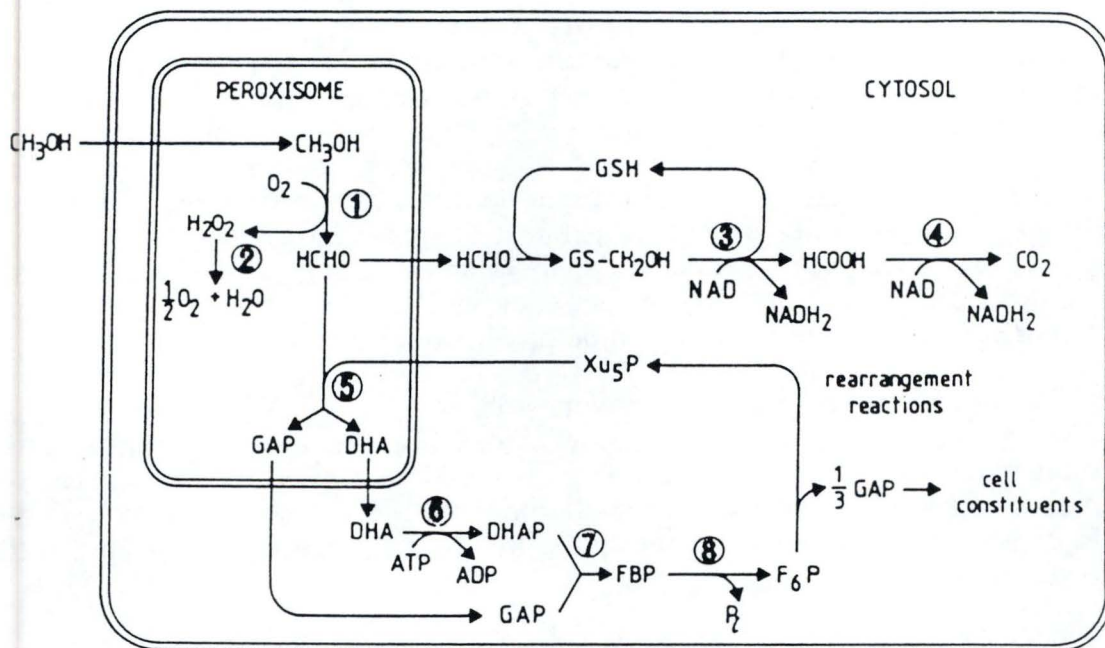 PEROXISOME
CYTOSOL
CH₃OH
CH₃OH
GSH
O₂
①
H₂O₂
②
③
④
HCHO
HCHO
GS-CH₂OH
HCOOH
CO₂
½O₂ + H₂O
NAD
NADH₂
NAD
NADH₂
Xu₅P
rearrangement
reactions
⑤
GAP
DHA
⅓ GAP
cell
constituents
⑥
DHA
DHAP
⑦
⑧
ATP
ADP
FBP
F₆P
GAP